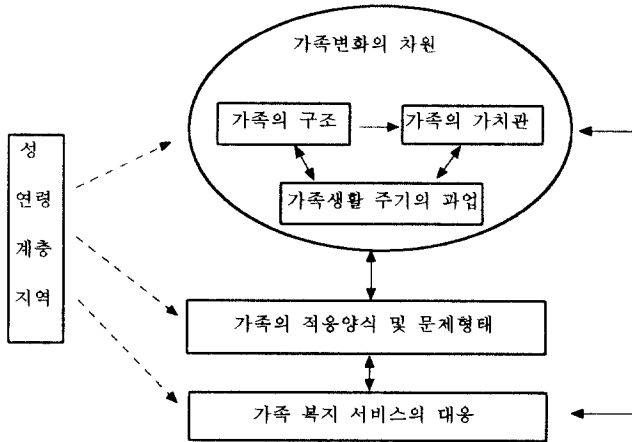 가족변화의 차원
가족의 구조
가족의 가치관
가족생활 주기의 과업
성
연령
계층
지역
가족의 적응양식 및 문제형태
가족 복지 서비스의 대응